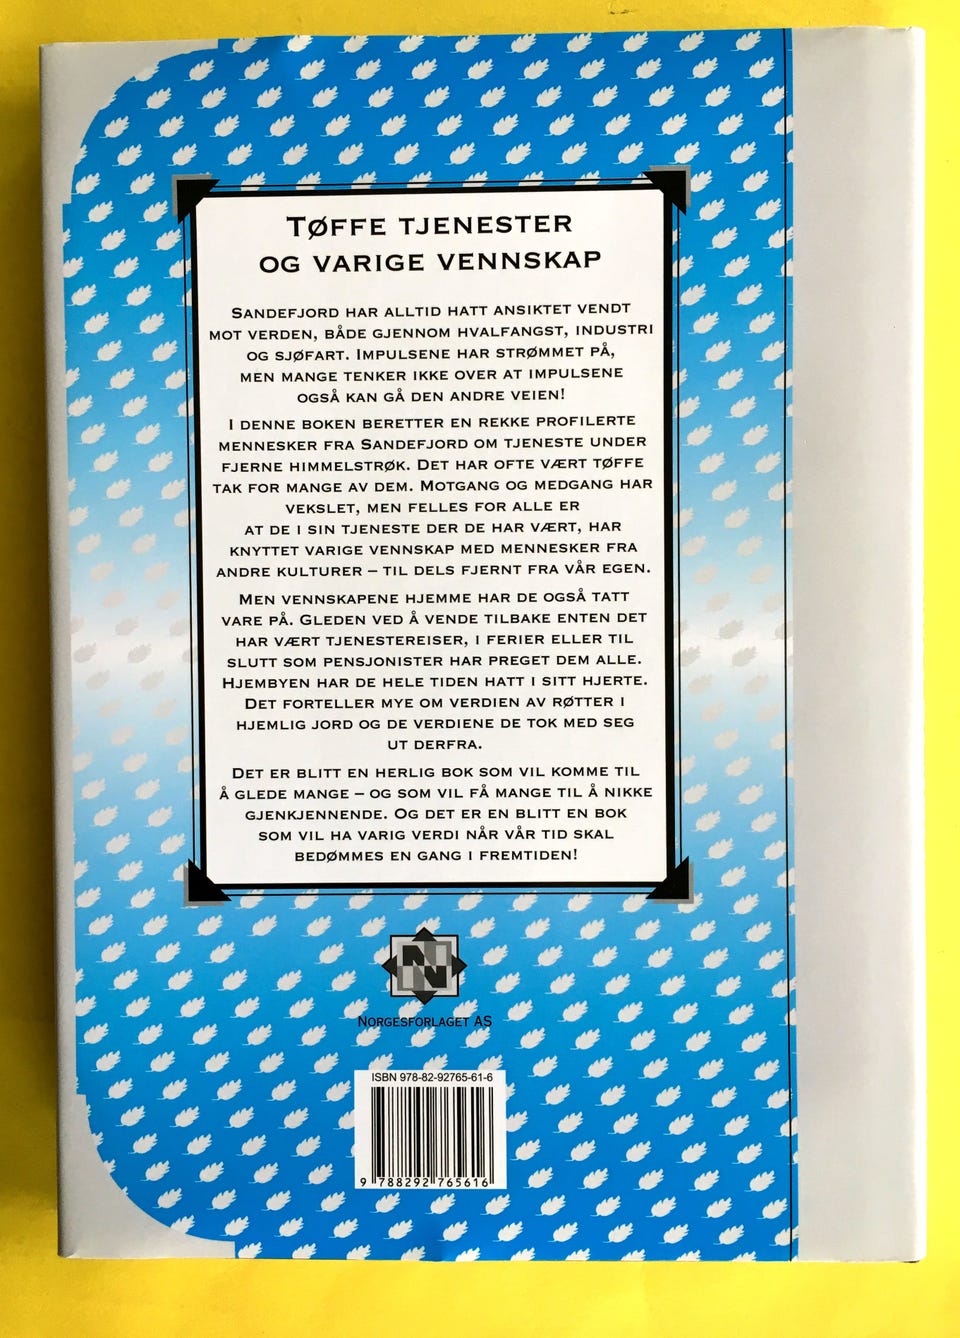 TØFFE TJENESTER
OG VARIGE VENNSKAP
SANDEFJORD HAR ALLTID HATT ANSIKTET VENDT
MOT VERDEN, BÅDE GJENNOM HVALFANGST, INDUSTRI
OG SJØFART. IMPULSENE HAR STRØMMET PÅ,
MEN MANGE TENKER IKKE OVER AT IMPULSENE
OGSÅ KAN GÅ DEN ANDRE VEIEN!
I DENNE BOKEN BERETTER EN REKKE PROFILERTE
MENNESKER FRA SANDEFJORD OM TJENESTE UNDER
FJERNE HIMMELSTRØK. DET HAR OFTE VÆRT TØFFE
TAK FOR MANGE AV DEM. MOTGANG OG MEDGANG HAR
VEKSLET, MEN FELLES FOR ALLE ER
AT DE I SIN TJENESTE DER DE HAR VÆRT, HAR
KNYTTET VARIGE VENNSKAP MED MENNESKER FRA
ANDRE KULTURER – TIL DELS FJERNT FRA VÅR EGEN.
MEN VENNSKAPENE HJEMME HAR DE OGSÅ TATT
VARE PÅ. GLEDEN VED Å VENDE TILBAKE ENTEN DET
HAR VÆRT TJENESTEREISER, I FERIER ELLER TIL
SLUTT SOM PENSJONISTER HAR PREGET DEM ALLE.
HJEMBYEN HAR DE HELE TIDEN HATT I SITT HJERTE.
DET FORTELLER MYE OM VERDIEN AV RØTTER I
HJEMLIG JORD OG DE VERDIENE DE TOK MED SEG
UT DERFRA.
DET ER BLITT EN HERLIG BOK SOM VIL KOMME TIL
Å GLEDE MANGE – OG SOM VIL FÅ MANGE TIL Å NIKKE
GJENKJENNENDE. OG DET ER EN BLITT EN BOK
SOM VIL HA VARIG VERDI NÅR VÅR TID SKAL
BEDØMMES EN GANG I FREMTIDEN!
NN
NORGESFORLAGET AS
ISBN 978-82-92765-61-6
9 788292 765616